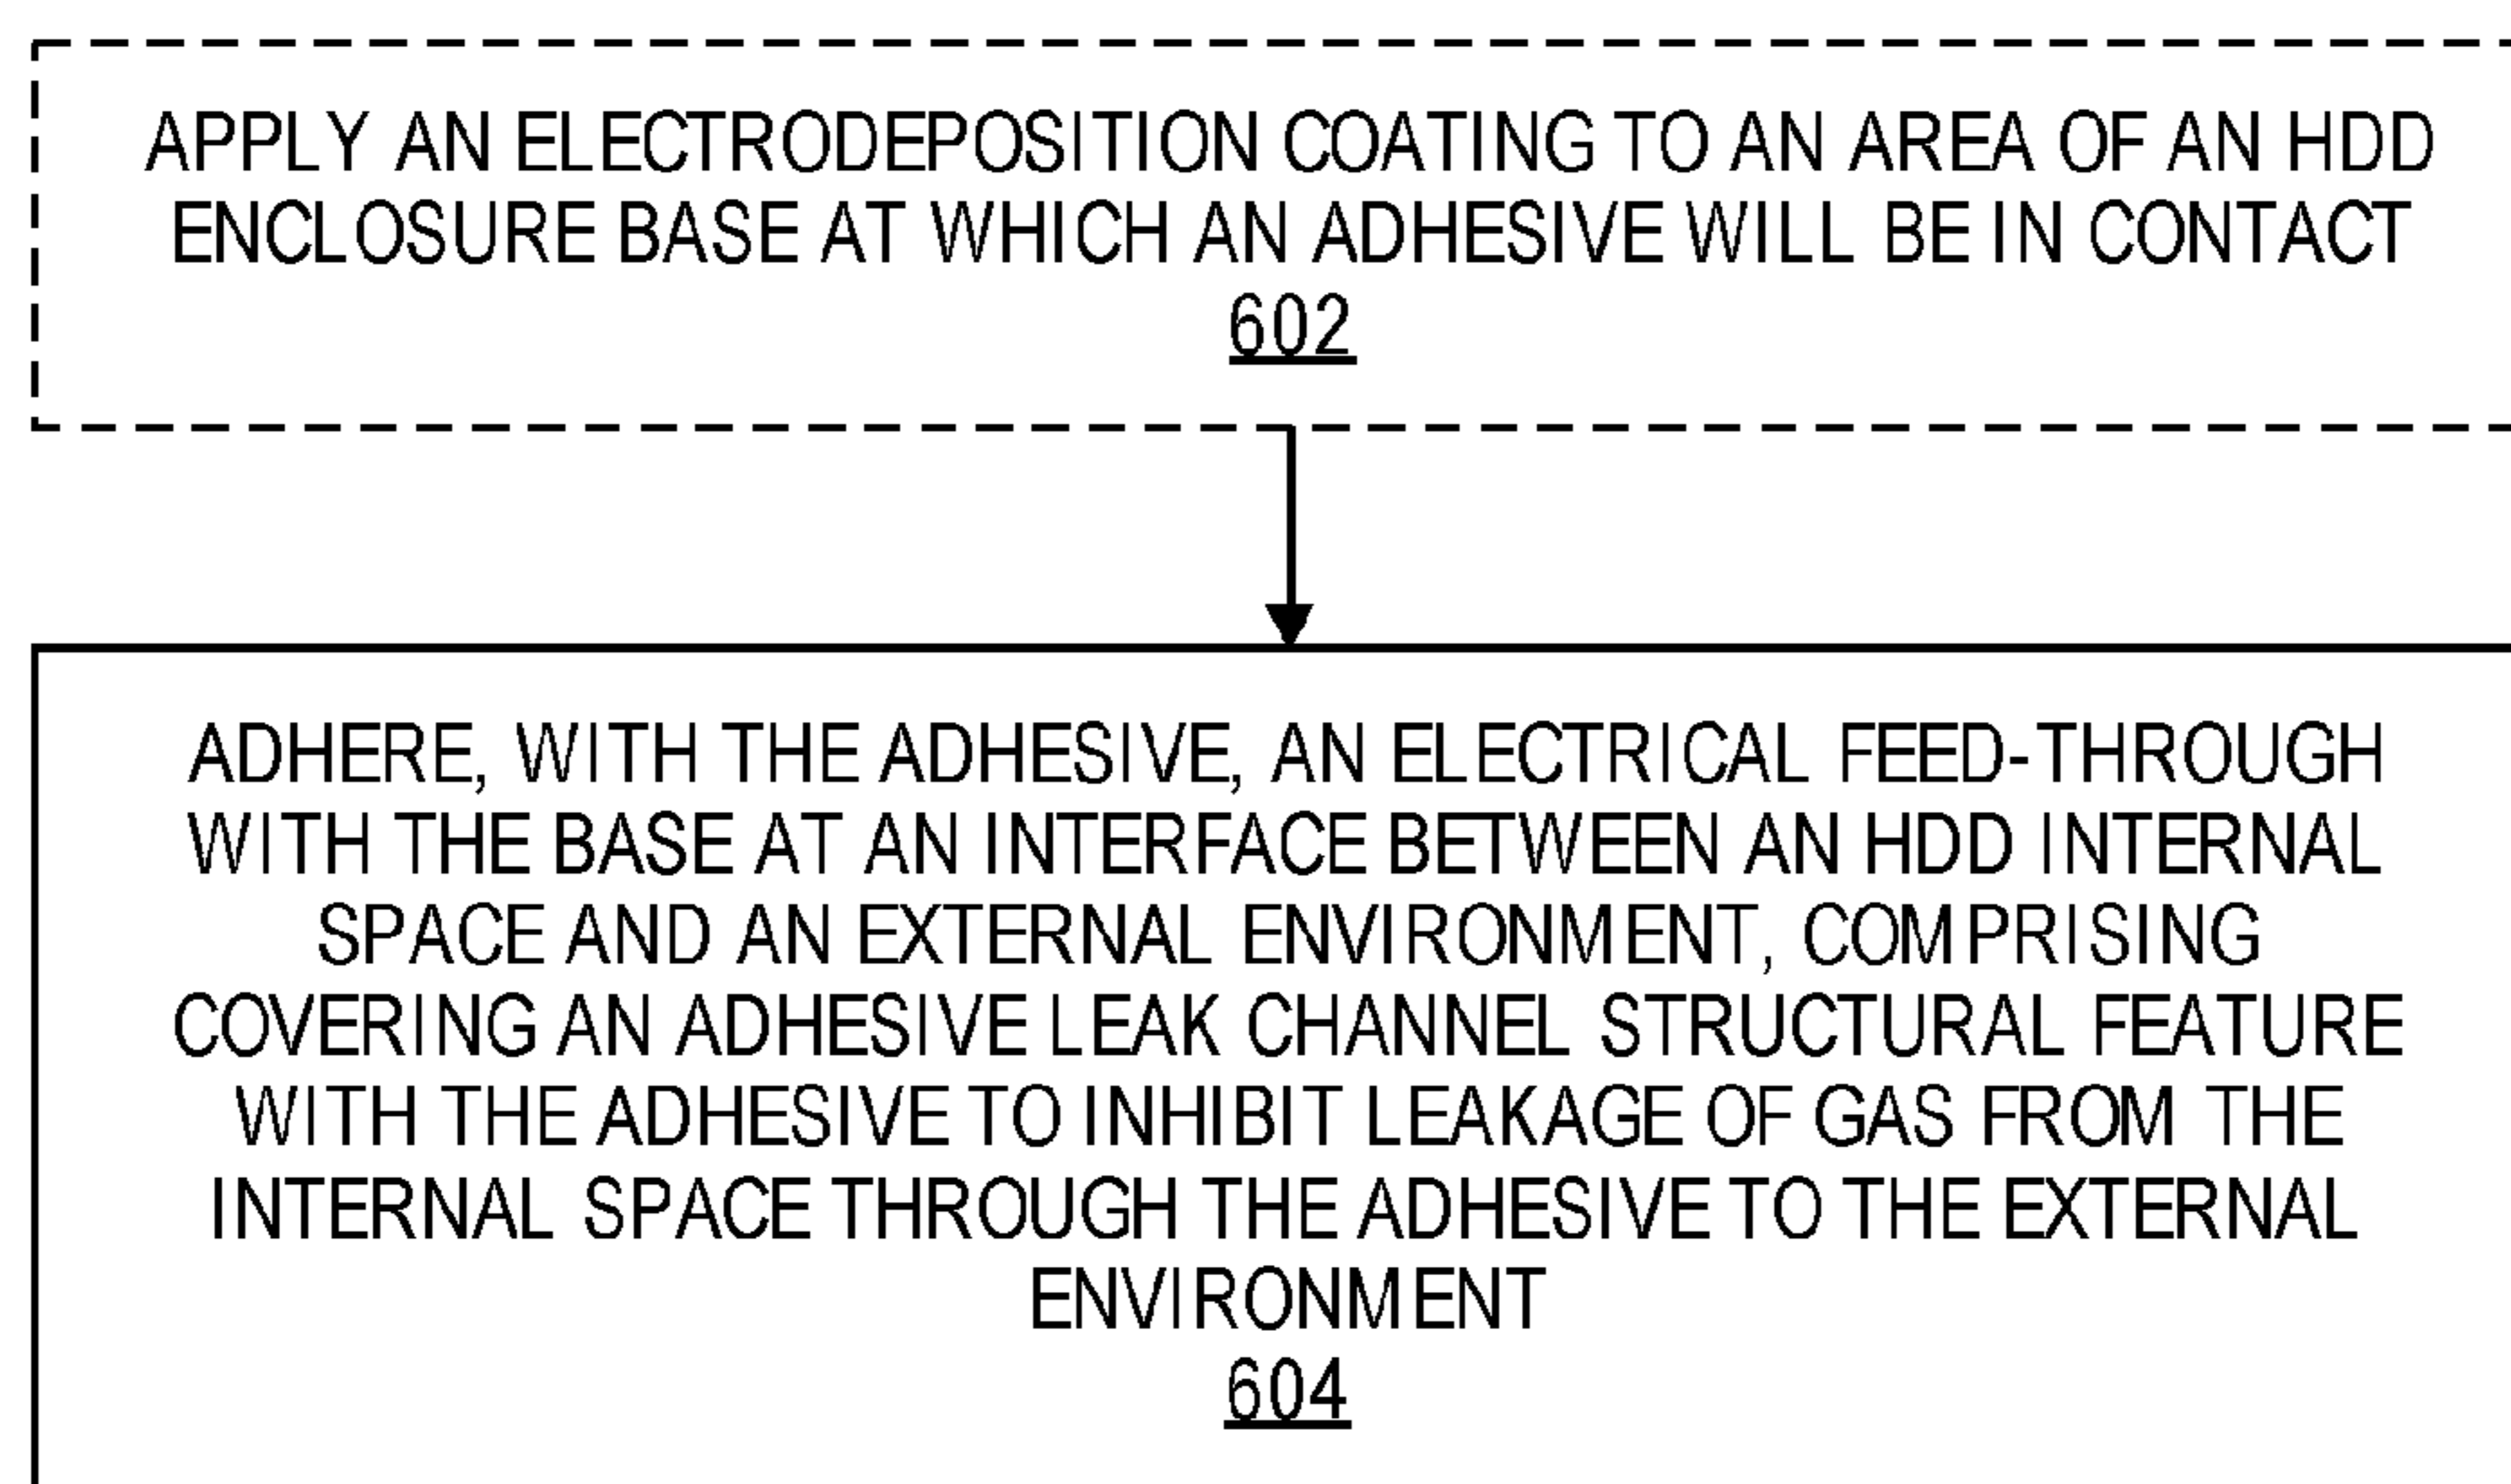 APPLY AN ELECTRODEPOSITION COATING TO AN AREA OF AN HDD
ENCLOSURE BASE AT WHICH AN ADHESIVE WILL BE IN CONTACT
602
ADHERE, WITH THE ADHESIVE, AN ELECTRICAL FEED-THROUGH
WITH THE BASE AT AN INTERFACE BETWEEN AN HDD INTERNAL
SPACE AND AN EXTERNAL ENVIRONMENT, COMPRISING
COVERING AN ADHESIVE LEAK CHANNEL STRUCTURAL FEATURE
WITH THE ADHESIVE TO INHIBIT LEAKAGE OF GAS FROM THE
INTERNAL SPACE THROUGH THE ADHESIVE TO THE EXTERNAL
ENVIRONMENT
604